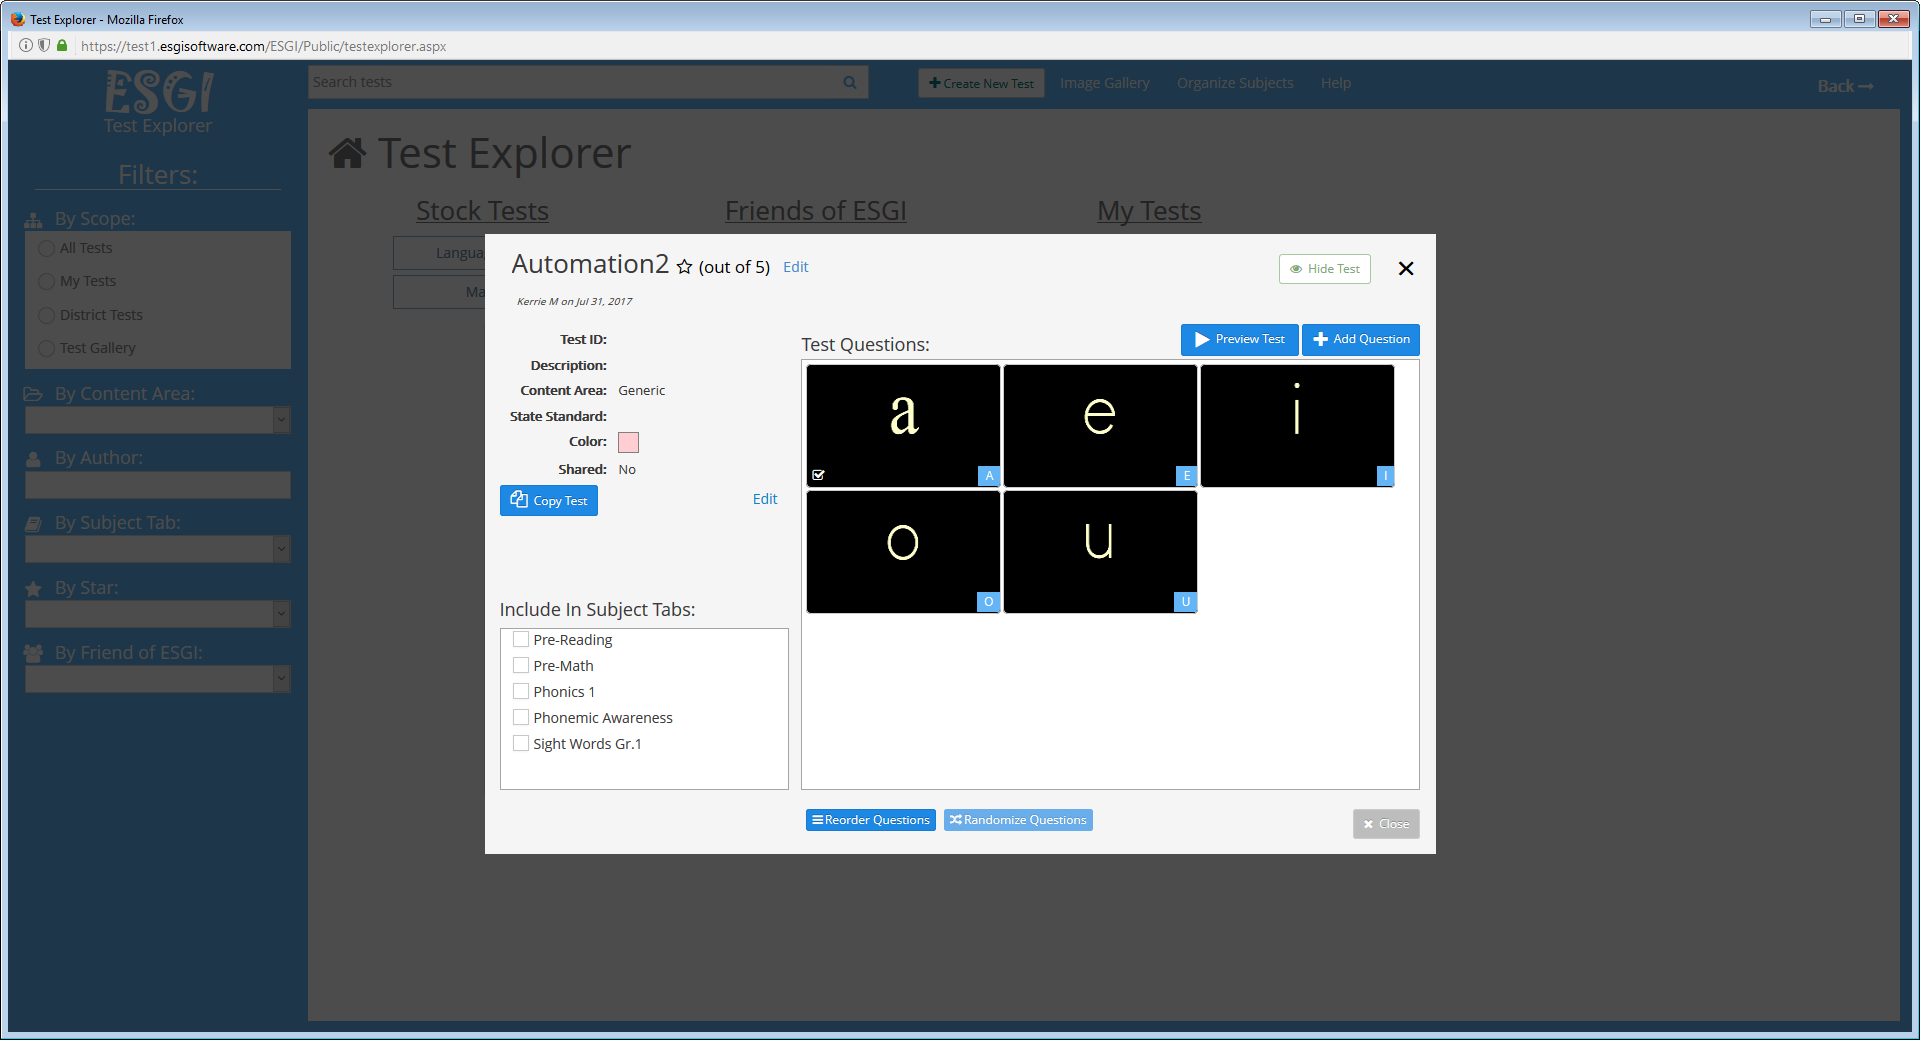 Test Explorer - Mozilla Firefox
https://test1.esgisoftware.com/ESGI/Public/testexplorer.aspx
ESGI
Test Explorer
Search tests
Create New Test
Image Gallery
Organize Subjects
Help
Back
Filters:
By Scope:
All Tests
My Tests
District Tests
Test Gallery
By Content Area:
By Author:
By Subject Tab:
By Star:
By Friend of ESGI:
Test Explorer
Stock Tests
Friends of ESGI
My Tests
Automation2 (out of 5) Edit
Hide Test
Kerrie M on Jul 31, 2017
Test ID:
Description:
Content Area: Generic
State Standard:
Color:
Shared: No
Copy Test
Edit
Include In Subject Tabs:
Pre-Reading
Pre-Math
Phonics 1
Phonemic Awareness
Sight Words Gr.1
Test Questions:
Preview Test
Add Question
a
A
e
E
i
I
o
O
u
U
Reorder Questions
Randomize Questions
Close